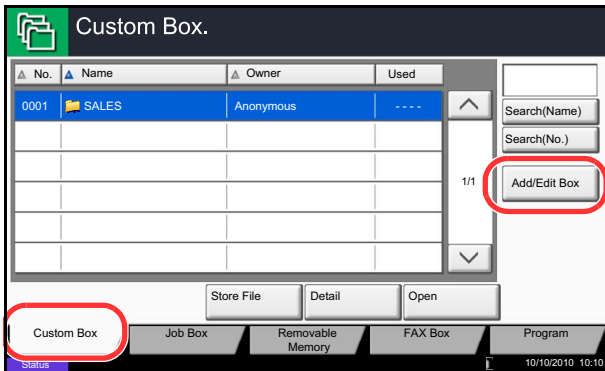 Custom Box.
No. Name Owner Used
0001 SALES Anonymous - - - -
Search(Name)
Search(No.)
1/1
Add/Edit Box
Store File Detail Open
Custom Box Job Box Removable Memory FAX Box Program
Status 10/10/2010 10:10